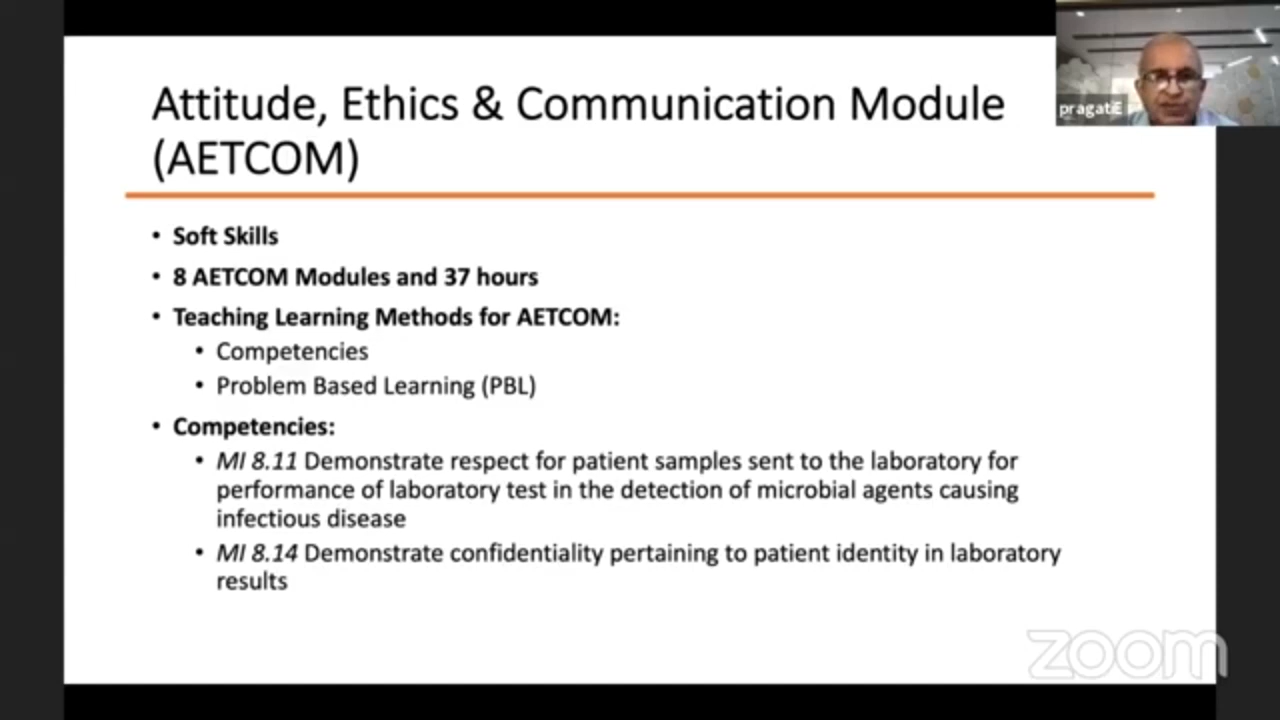 Attitude, Ethics & Communication Module
(AETCOM)
pragatiE
• Soft Skills
• 8 AETCOM Modules and 37 hours
• Teaching Learning Methods for AETCOM:
• Competencies
• Problem Based Learning (PBL)
• Competencies:
• MI 8.11 Demonstrate respect for patient samples sent to the laboratory for
performance of laboratory test in the detection of microbial agents causing
infectious disease
• MI 8.14 Demonstrate confidentiality pertaining to patient identity in laboratory
results
zoom